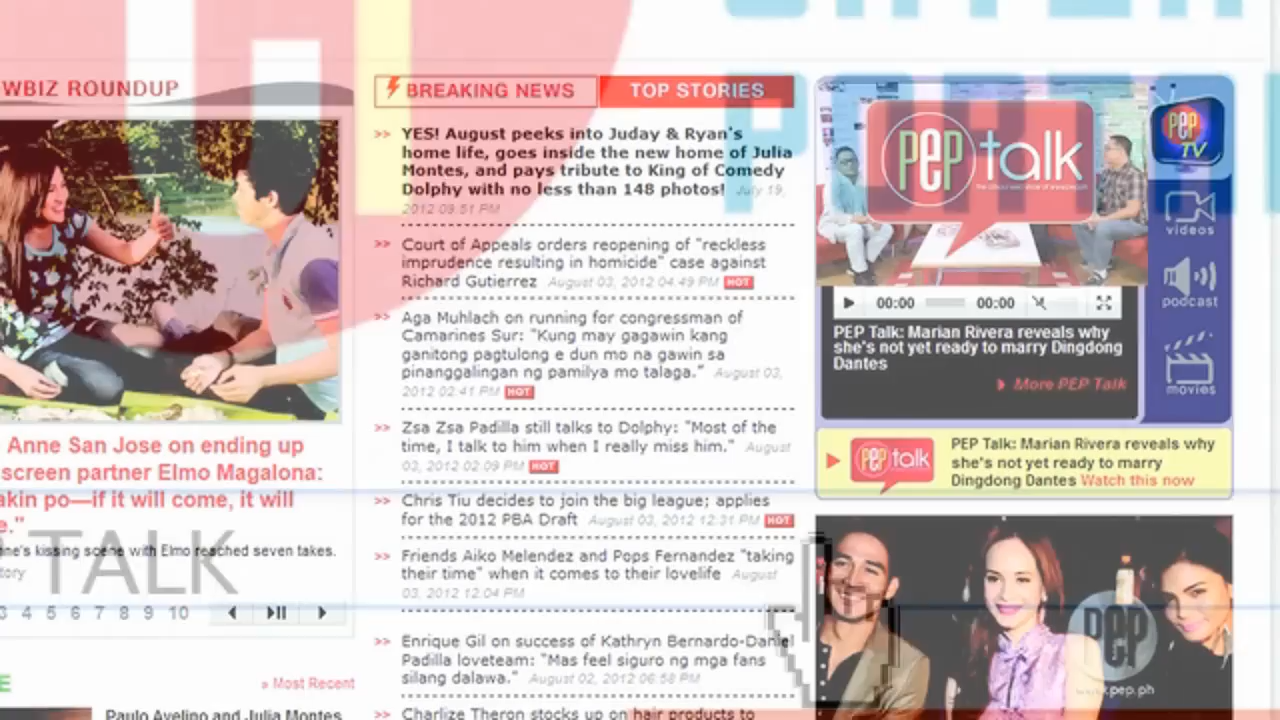 WBIZ ROUNDUP
Anne San Jose on ending up
screen partner Elmo Magalona:
akin po—if it will come, it will
e."
ne's kissing scene with Elmo reached seven takes.
tory
TALK
3 4 5 6 7 8 9 10
E
» Most Recent
Paulo Avelino and Julia Montes
BREAKING NEWS
TOP STORIES
>> YES! August peeks into Juday & Ryan's
home life, goes inside the new home of Julia
Montes, and pays tribute to King of Comedy
Dolphy with no less than 148 photos! July 19,
2012 09:51 PM
>> Court of Appeals orders reopening of "reckless
imprudence resulting in homicide" case against
Richard Gutierrez August 03, 2012 04:49 PM HOT
>> Aga Muhlach on running for congressman of
Camarines Sur: "Kung may gagawin kang
ganitong pagtulong e dun mo na gawin sa
pinanggalingan ng pamilya mo talaga." August 03,
2012 02:41 PM HOT
>> Zsa Zsa Padilla still talks to Dolphy: "Most of the
time, I talk to him when I really miss him." August
03, 2012 02:09 PM HOT
>> Chris Tiu decides to join the big league; applies
for the 2012 PBA Draft August 03, 2012 12:31 PM HOT
>> Friends Aiko Melendez and Pops Fernandez "taking
their time" when it comes to their lovelife August
03, 2012 12:04 PM
>> Enrique Gil on success of Kathryn Bernardo-Daniel
Padilla loveteam: "Mas feel siguro ng mga fans
silang dalawa." August 02, 2012 06:58 PM
>> Charlize Theron stocks up on hair products to
PEP talk
PEP
TV
videos
podcast
movies
00:00 00:00
PEP Talk: Marian Rivera reveals why
she's not yet ready to marry Dingdong
Dantes
More PEP Talk
PEP talk
PEP Talk: Marian Rivera reveals why
she's not yet ready to marry
Dingdong Dantes Watch this now
PEP
www.pep.ph